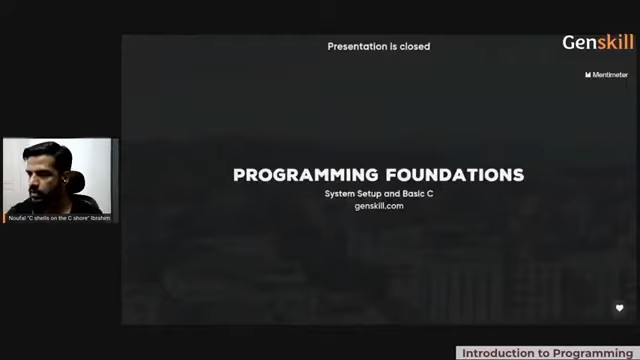 Presentation is closed
Genskill
Mentimeter
PROGRAMMING FOUNDATIONS
System Setup and Basic C
genskill.com
Noufal "C shells on the C shore" Ibrahim
Introduction to Programming